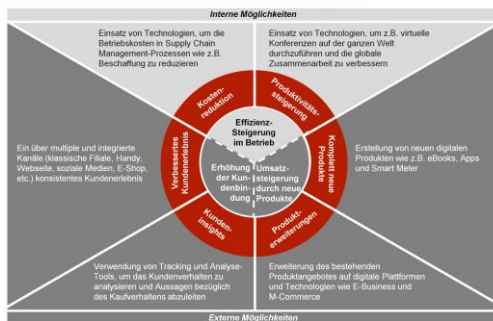 Interne Möglichkeiten
Einsatz von Technologien, um die
Betriebskosten in Supply Chain
Management-Prozessen wie z.B.
Beschaffung zu reduzieren
Einsatz von Technologien, um z.B. virtuelle
Konferenzen auf der ganzen Welt
durchzuführen und die globale
Zusammenarbeit zu verbessern
Kosten-
reduktion
Produktivitäts-
steigerung
Effizienz-
Steigerung
im Betrieb
Ein über multiple und integrierte
Kanäle (klassische Filiale, Handy,
Webseite, soziale Medien, E-Shop,
etc.) konsistentes Kundenerlebnis
Verbessertes
Kundenerlebnis
Erhöhung
der Kun
denbin-
dung
Umsatz-
steigerung
durch neue
Produkte
Komplett neue
Produkte
Erstellung von neuen digitalen
Produkten wie z.B. eBooks, Apps
und Smart Meter
Kunden-
insights
Produkt-
erweiterungen
Verwendung von Tracking und Analyse-
Tools, um das Kundenverhalten zu
analysieren und Aussagen bezüglich
des Kaufverhaltens abzuleiten
Erweiterung des bestehenden
Produktangebotes auf digitale Plattformen
und Technologien wie E-Business und
M-Commerce
Externe Möglichkeiten